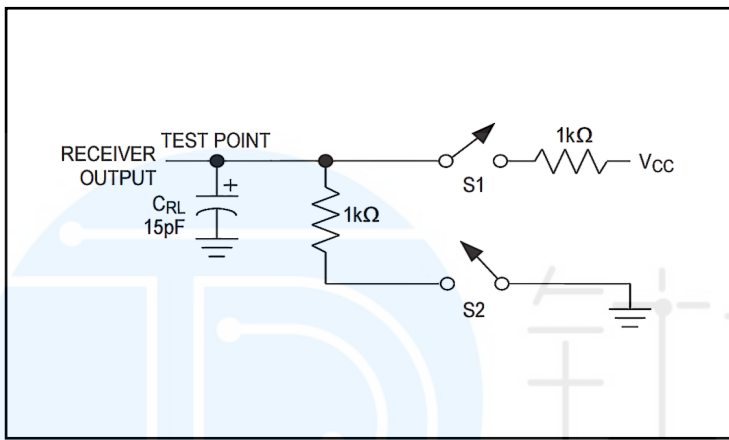 RECEIVER
OUTPUT
TEST POINT
CRL
15pF
+
1kΩ
S1
1kΩ
VCC
S2